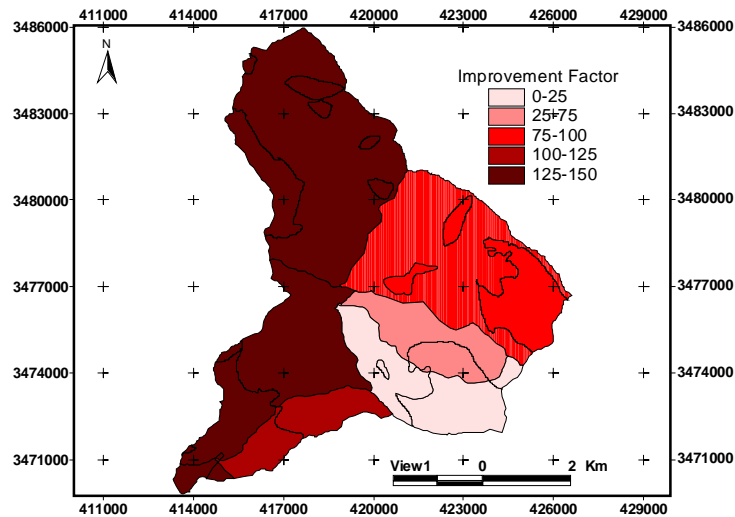 411000 414000 417000 420000 423000 426000 429000
3486000 3486000
N
Improvement Factor
0-25
3483000 25-75 3483000
75-100
100-125
125-150
3480000 3480000
3477000 3477000
3474000 3474000
3471000 View1 0 2 Km 3471000
411000 414000 417000 420000 423000 426000 429000